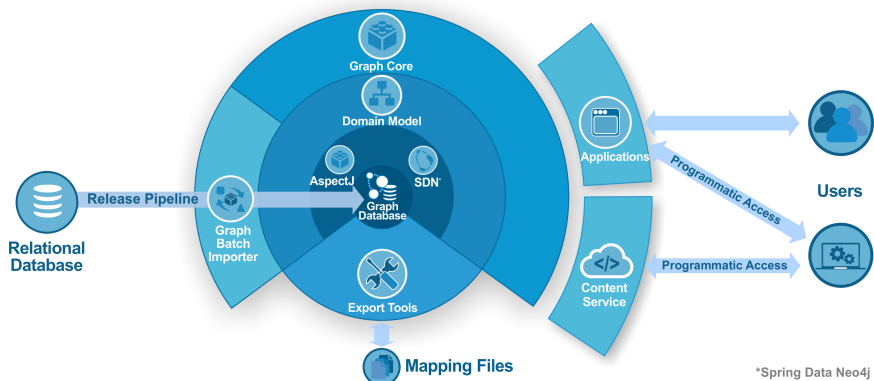 Graph Core
Domain Model
AspectJ
SDN*
Graph
Database
Release Pipeline
Relational
Database
Graph
Batch
Importer
Export Tools
Mapping Files
Applications
Content
Service
</>
Programmatic Access
Programmatic Access
Users
*Spring Data Neo4j